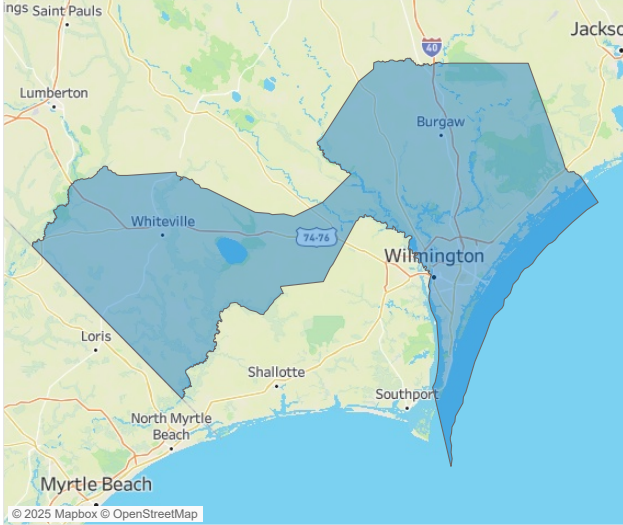 ngs
Saint Pauls
Jackso
40
Lumberton
Burgaw
Whiteville
74-76
Wilmington
Loris
Shallotte
Southport
North Myrtle
Beach
Myrtle Beach
© 2025 Mapbox © OpenStreetMap